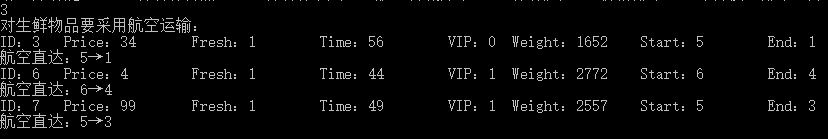 3
对生鲜物品要采用航空运输：
ID：3 Price：34 Fresh：1 Time：56 VIP：0 Weight：1652 Start：5 End：1
航空直达：5→1
ID：6 Price：4 Fresh：1 Time：44 VIP：1 Weight：2772 Start：6 End：4
航空直达：6→4
ID：7 Price：99 Fresh：1 Time：49 VIP：1 Weight：2557 Start：5 End：3
航空直达：5→3